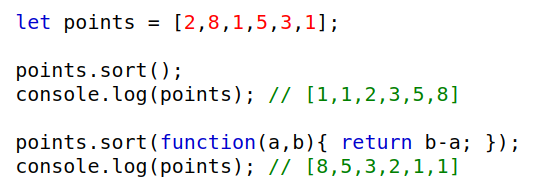 let points = [2,8,1,5,3,1];
points.sort();
console.log(points); // [1,1,2,3,5,8]
points.sort(function(a,b){ return b-a; });
console.log(points); // [8,5,3,2,1,1]